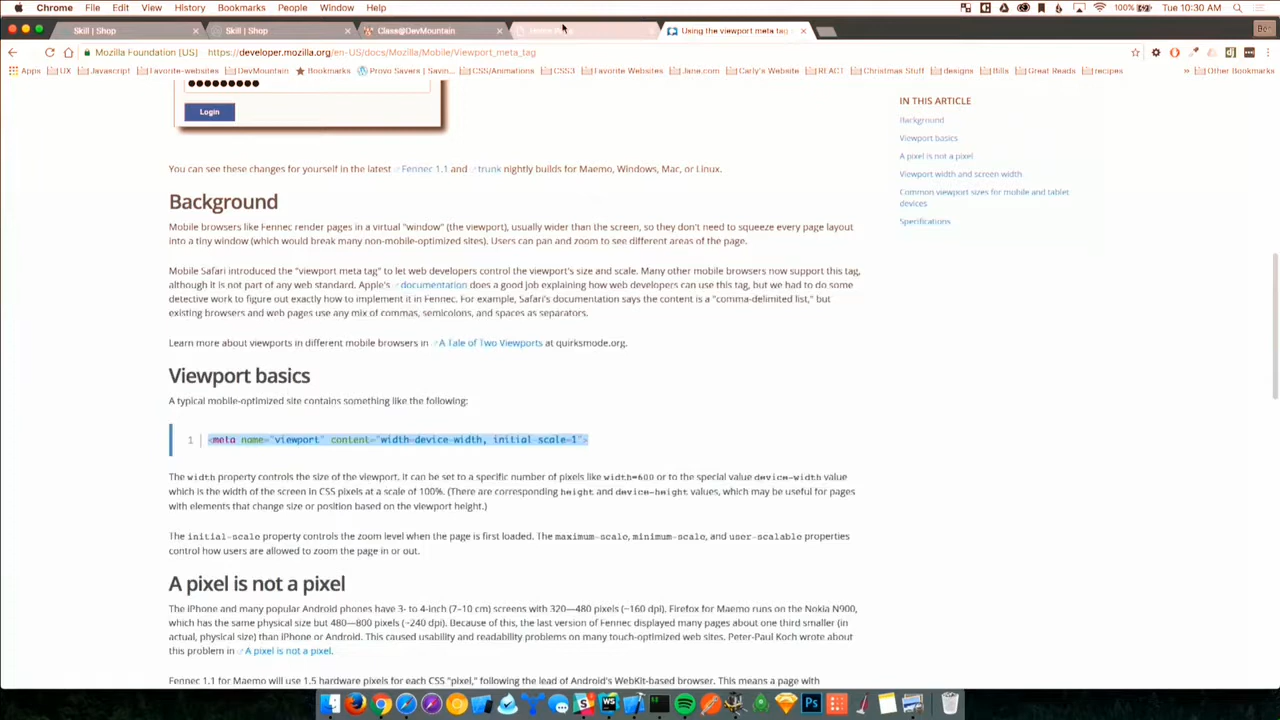 Chrome File Edit View History Bookmarks People Window Help 100% Tue 10:30 AM
Skill | Shop Skill | Shop Class@DevMountain Using the viewport meta tag
Mozilla Foundation [US] https://developer.mozilla.org/en-US/docs/Mozilla/Mobile/Viewport_meta_tag
Apps UX Javascript Favorite-websites DevMountain Bookmarks Provo Savers | Savin... CSS/Animations CSS3 Favorite Websites Jane.com Carly's Website REACT Christmas Stuff designs Bills Great Reads recipes » Other Bookmarks
Login
You can see these changes for yourself in the latest Fennec 1.1 and trunk nightly builds for Maemo, Windows, Mac, or Linux.
Background
Mobile browsers like Fennec render pages in a virtual "window" (the viewport), usually wider than the screen, so they don't need to squeeze every page layout
into a tiny window (which would break many non-mobile-optimized sites). Users can pan and zoom to see different areas of the page.
Mobile Safari introduced the "viewport meta tag" to let web developers control the viewport's size and scale. Many other mobile browsers now support this tag,
although it is not part of any web standard. Apple's documentation does a good job explaining how web developers can use this tag, but we had to do some
detective work to figure out exactly how to implement it in Fennec. For example, Safari's documentation says the content is a "comma-delimited list," but
existing browsers and web pages use any mix of commas, semicolons, and spaces as separators.
Learn more about viewports in different mobile browsers in A Tale of Two Viewports at quirksmode.org.
Viewport basics
A typical mobile-optimized site contains something like the following:
1 <meta name="viewport" content="width=device-width, initial-scale=1">
The width property controls the size of the viewport. It can be set to a specific number of pixels like width=600 or to the special value device-width value
which is the width of the screen in CSS pixels at a scale of 100%. (There are corresponding height and device-height values, which may be useful for pages
with elements that change size or position based on the viewport height.)
The initial-scale property controls the zoom level when the page is first loaded. The maximum-scale, minimum-scale, and user-scalable properties
control how users are allowed to zoom the page in or out.
A pixel is not a pixel
The iPhone and many popular Android phones have 3- to 4-inch (7–10 cm) screens with 320—480 pixels (~160 dpi). Firefox for Maemo runs on the Nokia N900,
which has the same physical size but 480—800 pixels (~240 dpi). Because of this, the last version of Fennec displayed many pages about one third smaller (in
actual, physical size) than iPhone or Android. This caused usability and readability problems on many touch-optimized web sites. Peter-Paul Koch wrote about
this problem in A pixel is not a pixel.
Fennec 1.1 for Maemo will use 1.5 hardware pixels for each CSS "pixel," following the lead of Android's WebKit-based browser. This means a page with
IN THIS ARTICLE
Background
Viewport basics
A pixel is not a pixel
Viewport width and screen width
Common viewport sizes for mobile and tablet
devices
Specifications